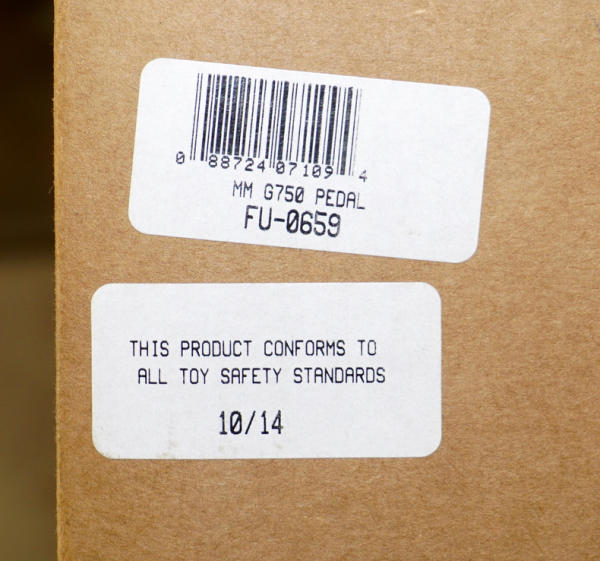 0 88724 07109 4
MM G750 PEDAL
FU-0659
THIS PRODUCT CONFORMS TO
ALL TOY SAFETY STANDARDS
10/14